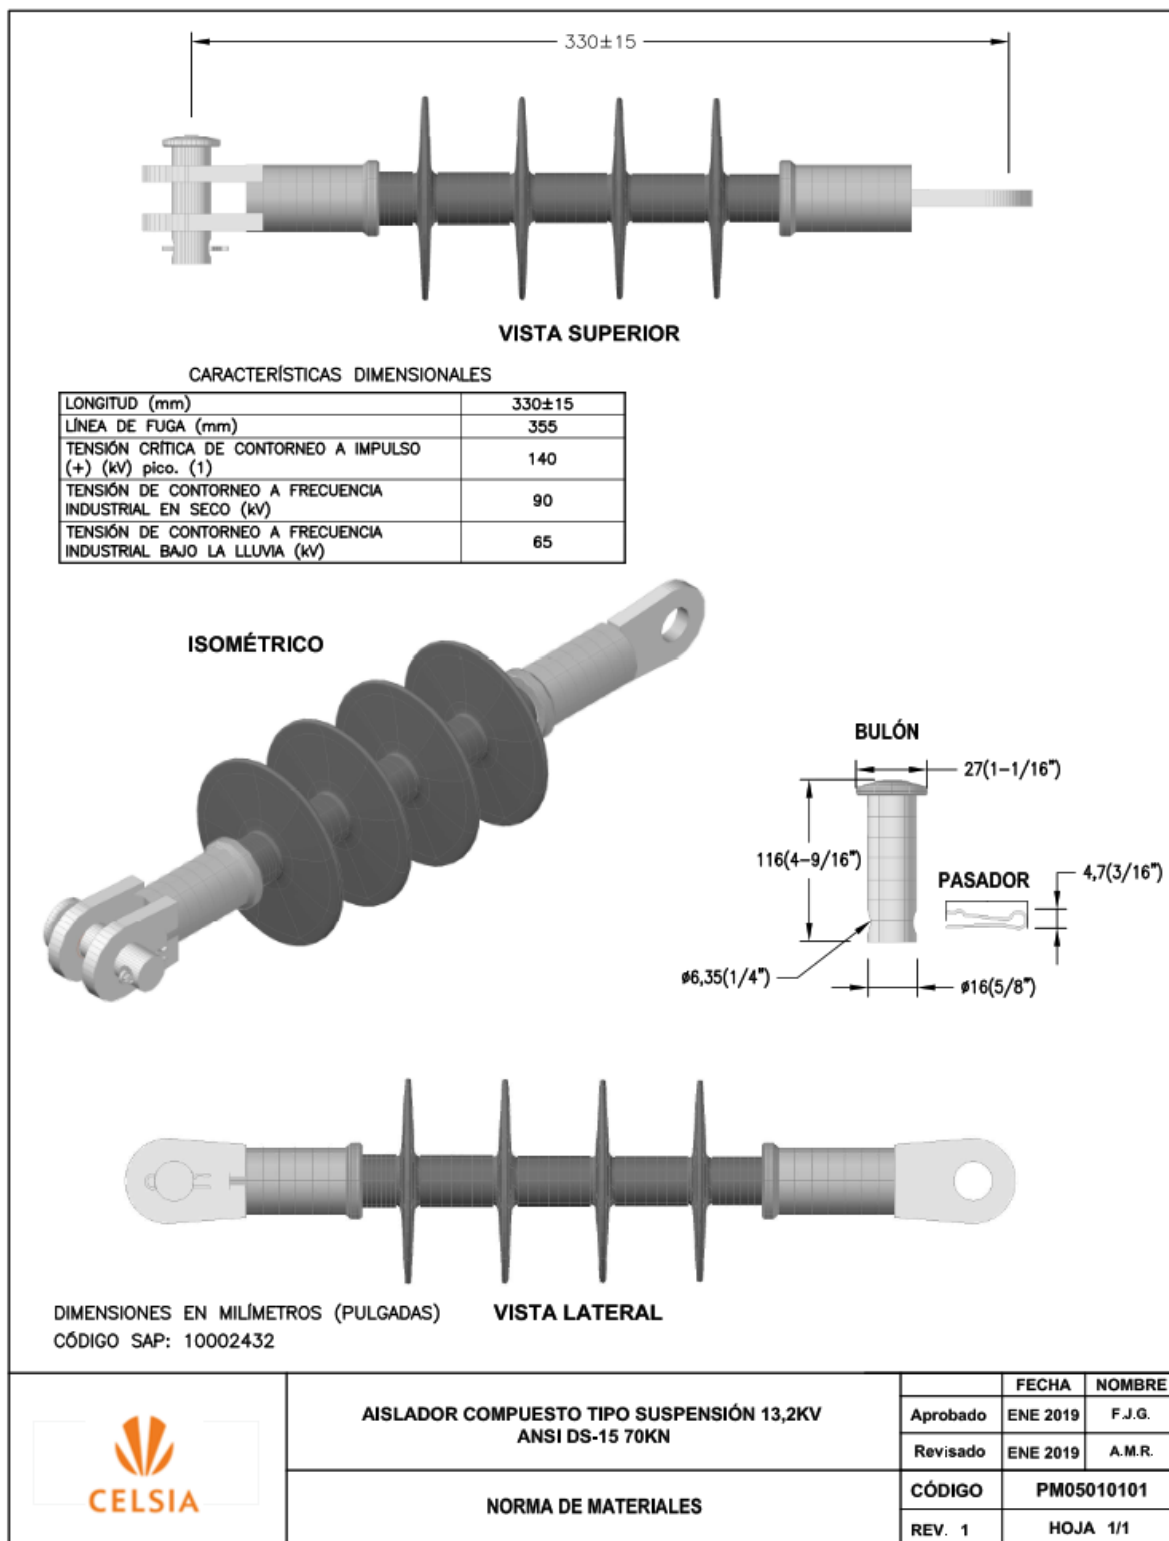 330±15
VISTA SUPERIOR
CARACTERÍSTICAS DIMENSIONALES
LONGITUD (mm) 330±15
LÍNEA DE FUGA (mm) 355
TENSIÓN CRÍTICA DE CONTORNEO A IMPULSO
(+) (kV) pico. (1) 140
TENSIÓN DE CONTORNEO A FRECUENCIA
INDUSTRIAL EN SECO (kV) 90
TENSIÓN DE CONTORNEO A FRECUENCIA
INDUSTRIAL BAJO LA LLUVIA (kV) 65
ISOMÉTRICO
BULÓN
27(1-1/16")
116(4-9/16")
PASADOR
4,7(3/16")
ø6,35(1/4")
ø16(5/8")
DIMENSIONES EN MILÍMETROS (PULGADAS)
VISTA LATERAL
CÓDIGO SAP: 10002432
CELSIA
AISLADOR COMPUESTO TIPO SUSPENSIÓN 13,2KV
ANSI DS-15 70KN
NORMA DE MATERIALES
FECHA NOMBRE
Aprobado ENE 2019 F.J.G.
Revisado ENE 2019 A.M.R.
CÓDIGO PM05010101
REV. 1 HOJA 1/1